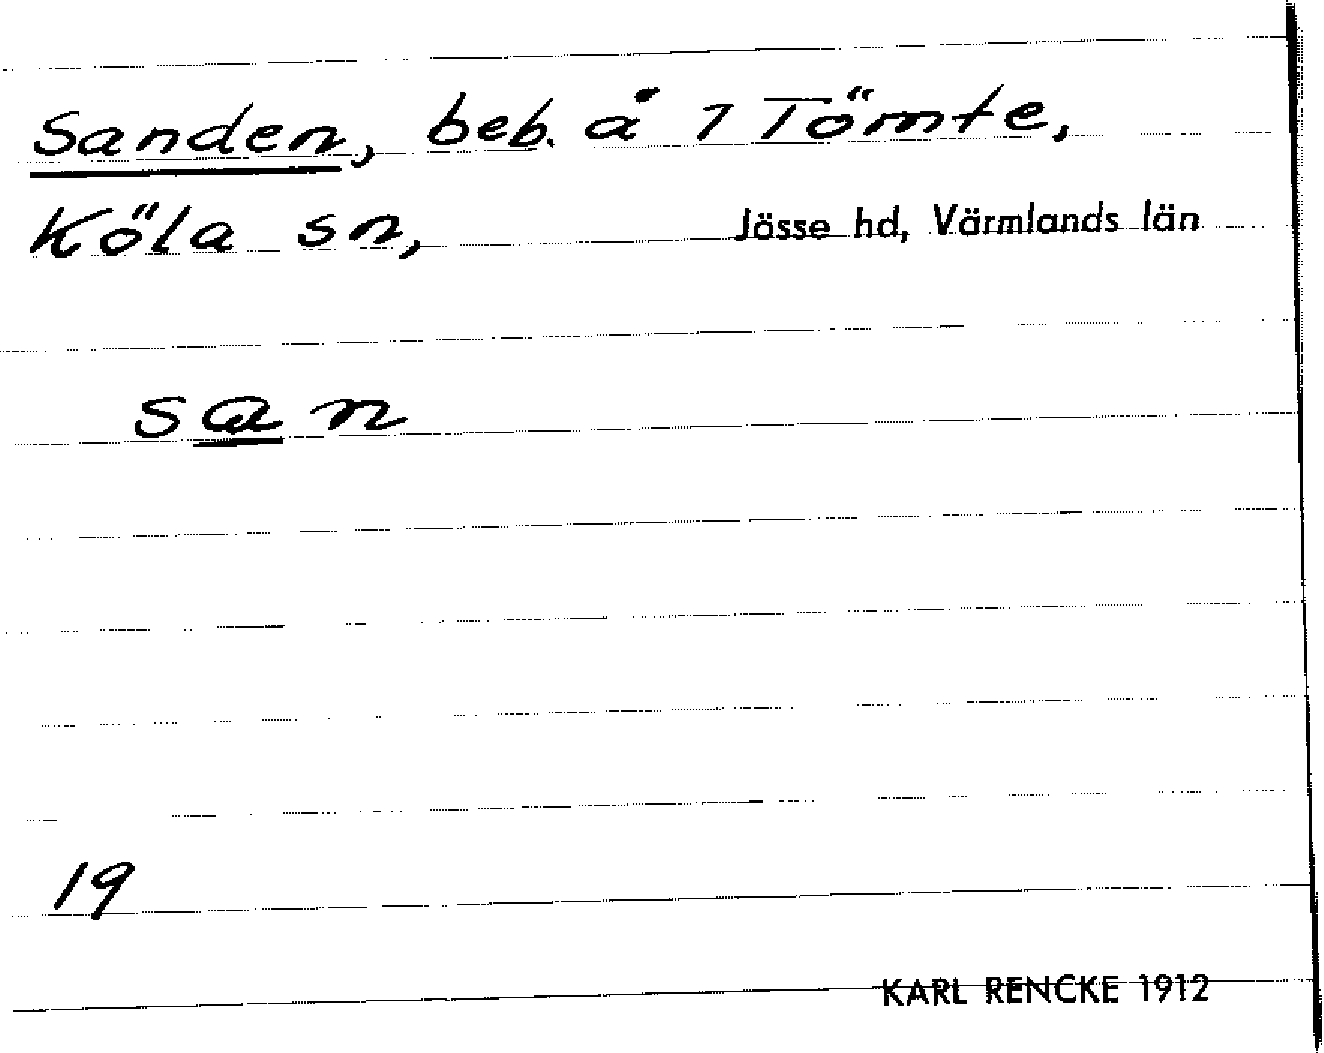 Sanden, beb. å 1 Tömte,
Köla sn, Jösse hd, Värmlands län
san
19
KARL RENCKE 1912